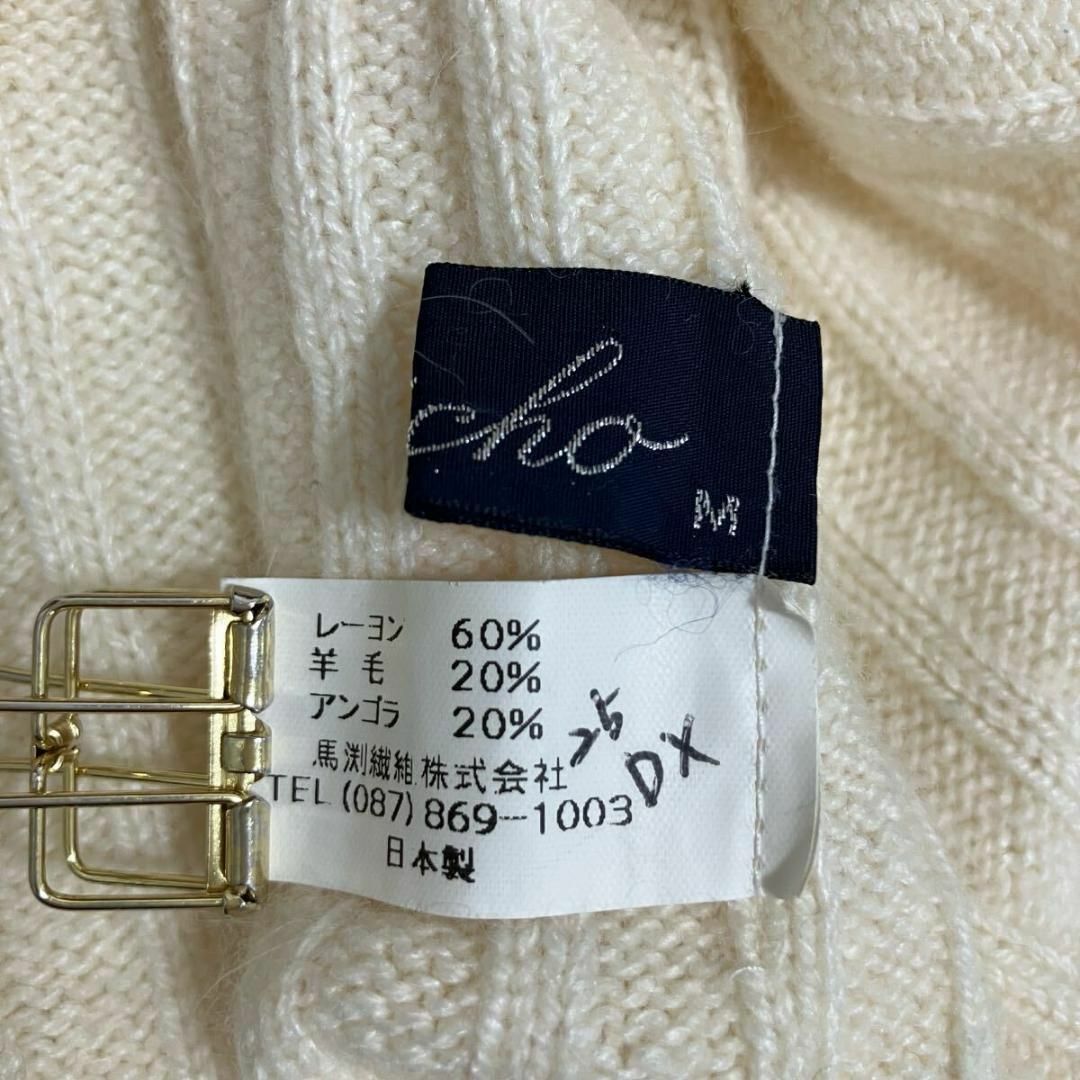 cho
M
レーヨン 60%
羊毛 20%
アンゴラ 20%
馬渕繊維株式会社
TEL (087) 869-1003
日本製
DX